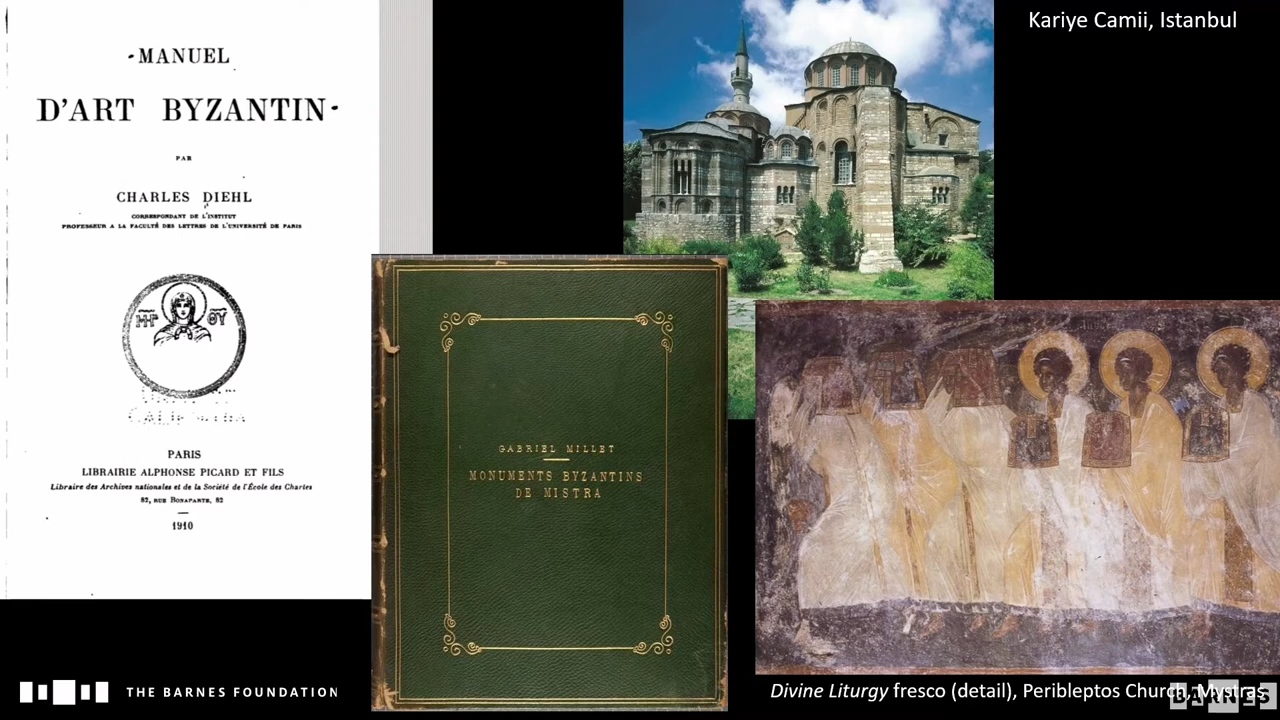 MANUEL
D'ART BYZANTIN
PAR
CHARLES DIEHL
CORRESPONDANT DE L'INSTITUT
PROFESSEUR A LA FACULTÉ DES LETTRES DE L'UNIVERSITÉ DE PARIS
ΘΥ
PARIS
LIBRAIRIE ALPHONSE PICARD ET FILS
Libraire des Archives nationales et de la Société de l'École des Chartes
82, RUE BONAPARTE, 82
1910
GABRIEL MILLET
MONUMENTS BYZANTINS
DE MISTRA
Kariye Camii, Istanbul
Divine Liturgy fresco (detail), Peribleptos Church, Mystras
THE BARNES FOUNDATION
BARNES